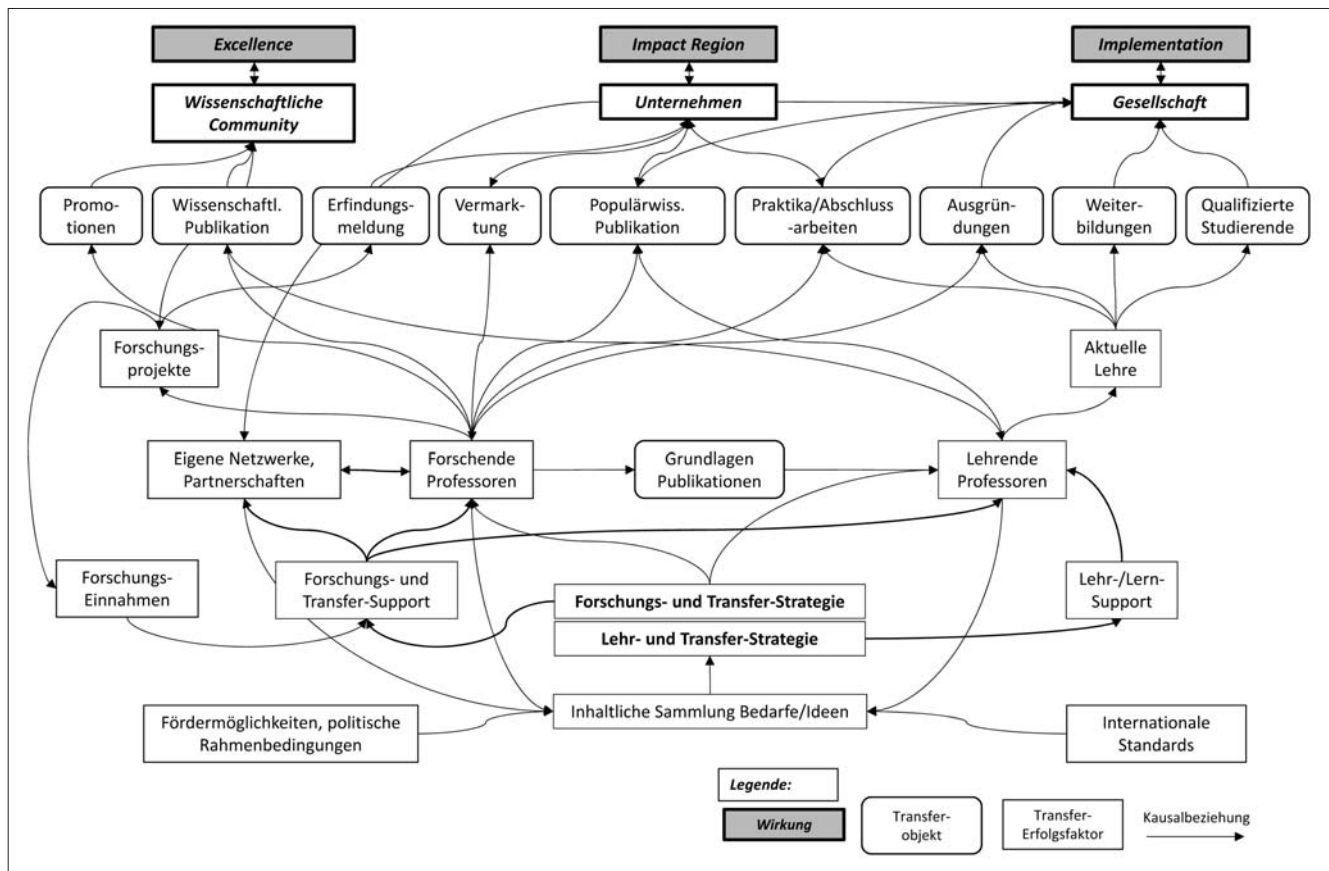 Excellence
Impact Region
Implementation
Wissenschaftliche
Community
Unternehmen
Gesellschaft
Promo-
tionen
Wissenschaftl.
Publikation
Erfindungs-
meldung
Vermark-
tung
Populärwiss.
Publikation
Praktika/Abschluss
-arbeiten
Ausgrün-
dungen
Weiter-
bildungen
Qualifizierte
Studierende
Forschungs-
projekte
Aktuelle
Lehre
Eigene Netzwerke,
Partnerschaften
Forschende
Professoren
Grundlagen
Publikationen
Lehrende
Professoren
Forschungs-
Einnahmen
Forschungs- und
Transfer-Support
Forschungs- und Transfer-Strategie
Lehr- und Transfer-Strategie
Lehr-/Lern-
Support
Fördermöglichkeiten, politische
Rahmenbedingungen
Inhaltliche Sammlung Bedarfe/Ideen
Internationale
Standards
Legende:
Wirkung
Transfer-
objekt
Transfer-
Erfolgsfaktor
Kausalbeziehung